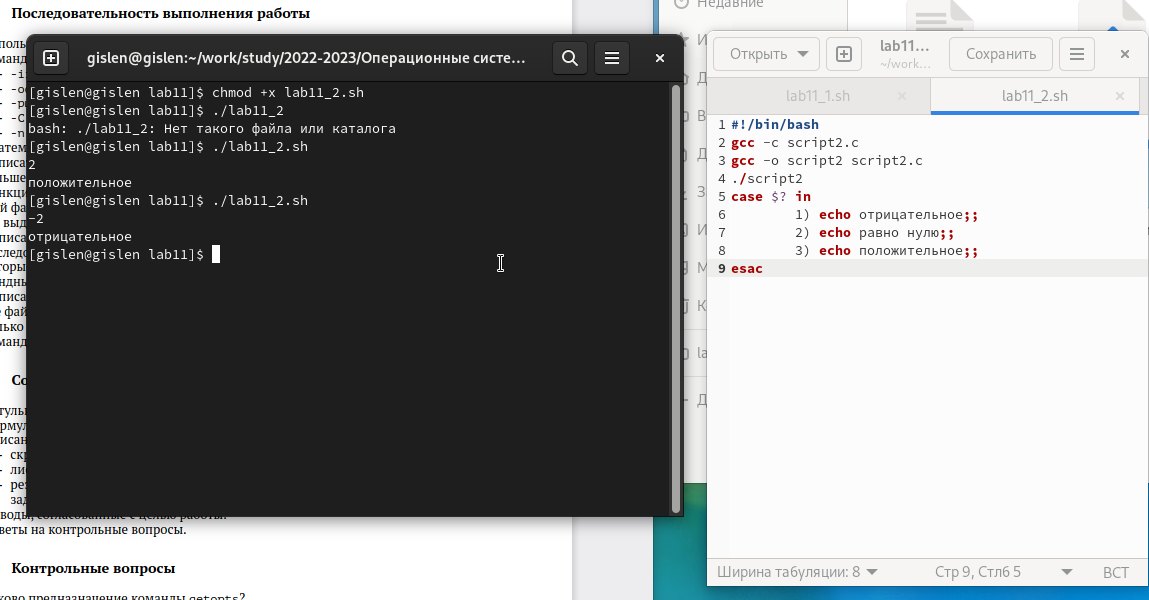 Последовательность выполнения работы
Недавние
gislen@gislen:~/work/study/2022-2023/Операционные систе...
[gislen@gislen lab11]$ chmod +x lab11_2.sh
[gislen@gislen lab11]$ ./lab11_2
bash: ./lab11_2: Нет такого файла или каталога
[gislen@gislen lab11]$ ./lab11_2.sh
2
положительное
[gislen@gislen lab11]$ ./lab11_2.sh
-2
отрицательное
[gislen@gislen lab11]$
Открыть
lab11...
~/work...
Сохранить
lab11_1.sh
lab11_2.sh
1 #!/bin/bash
2 gcc -c script2.c
3 gcc -o script2 script2.c
4 ./script2
5 case $? in
6 1) echo отрицательное;;
7 2) echo равно нулю;;
8 3) echo положительное;;
9 esac
Ширина табуляции: 8
Стр 9, Стлб 5
ВСТ
веты на контрольные вопросы.
Контрольные вопросы
ково предназначение команды getopts?